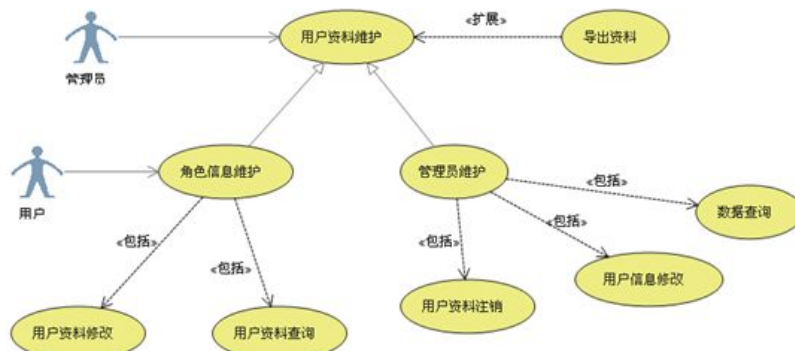 «扩展»
用户资料维护
导出资料
管理员
角色信息维护
管理员维护
«包括»
数据查询
用户
«包括»
«包括»
«包括»
«包括»
用户信息修改
用户资料注销
用户资料修改
用户资料查询